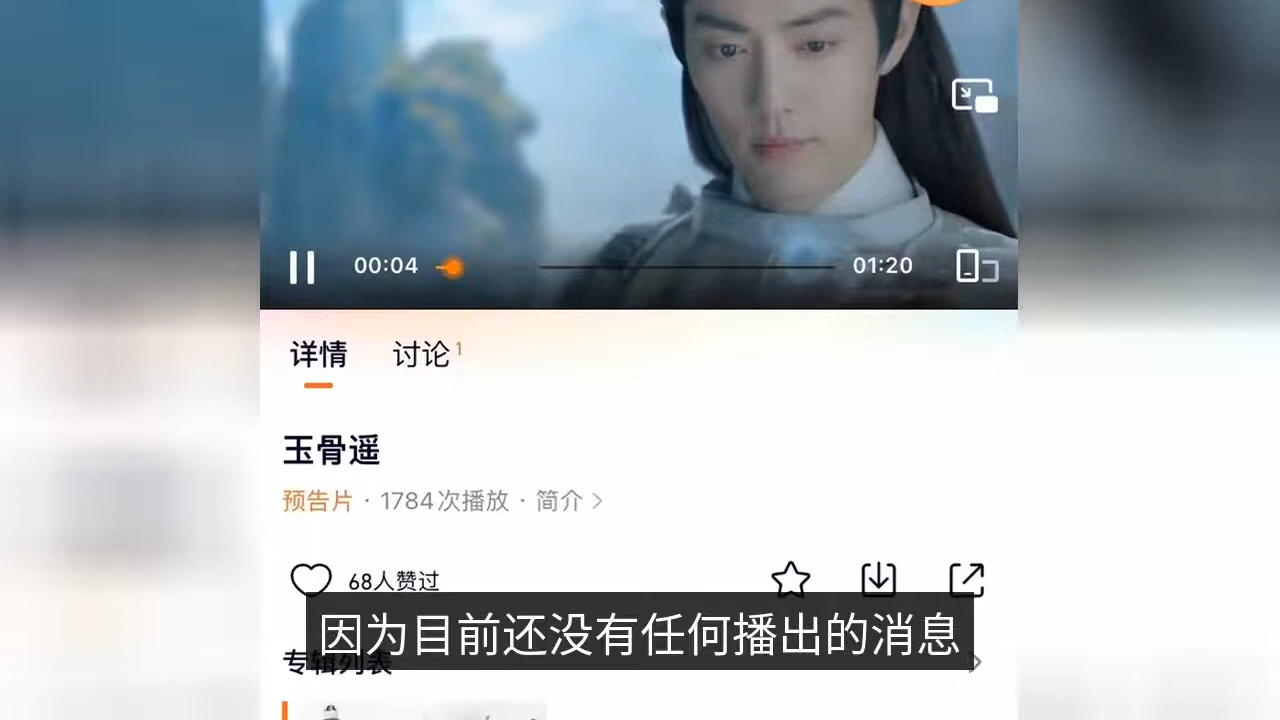 00:04
01:20
详情
讨论 1
玉骨遥
预告片 · 1784次播放 · 简介
68人赞过
因为目前还没有任何播出的消息
专辑列表